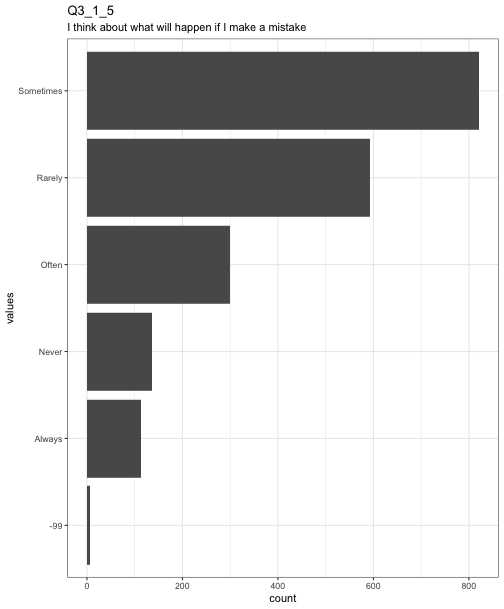 Q3_1_5
I think about what will happen if I make a mistake
Sometimes
Rarely
Often
Never
Always
-99
values
0 200 400 600 800
count